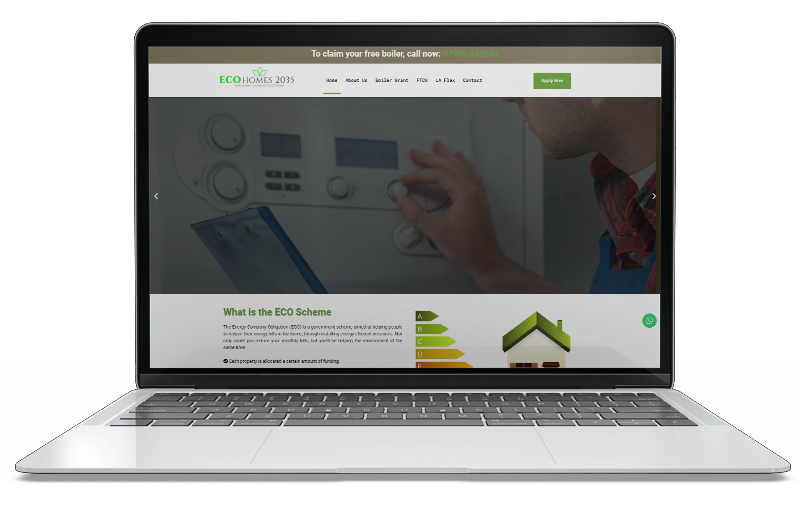 To claim your free boiler, call now:
ECO HOMES 2035
Home About Us Boiler Grant FTCH LA Flex Contact
Apply Now
What is the ECO Scheme
The Energy Company Obligation (ECO) is a government scheme aimed at helping people
to reduce their energy bills in the home, through installing energy efficient measures. Not
only could you reduce your monthly bills, but you'll be helping the environment at the
same time.
Each property is allocated a certain amount of funding.
A
B
C
D
E